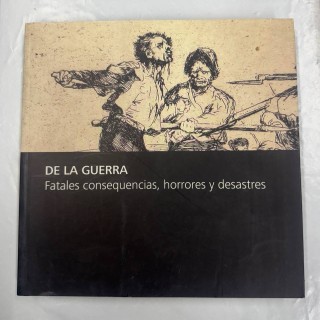 DE LA GUERRA
Fatales consequencias, horrores y desastres